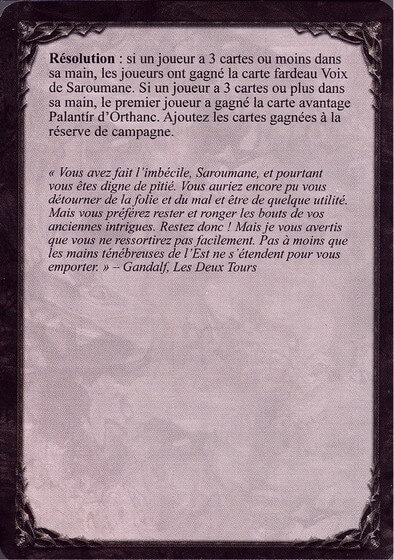 Résolution : si un joueur a 3 cartes ou moins dans
sa main, les joueurs ont gagné la carte fardeau Voix
de Saroumane. Si un joueur a 3 cartes ou plus dans
sa main, le premier joueur a gagné la carte avantage
Palantír d'Orthanc. Ajoutez les cartes gagnées à la
réserve de campagne.
« Vous avez fait l'imbécile, Saroumane, et pourtant
vous êtes digne de pitié. Vous auriez encore pu vous
détourner de la folie et du mal et être de quelque utilité.
Mais vous préférez rester et ronger les bouts de vos
anciennes intrigues. Restez donc ! Mais je vous avertis
que vous ne ressortirez pas facilement. Pas à moins que
les mains ténébreuses de l'Est ne s'étendent pour vous
emporter. » – Gandalf, Les Deux Tours